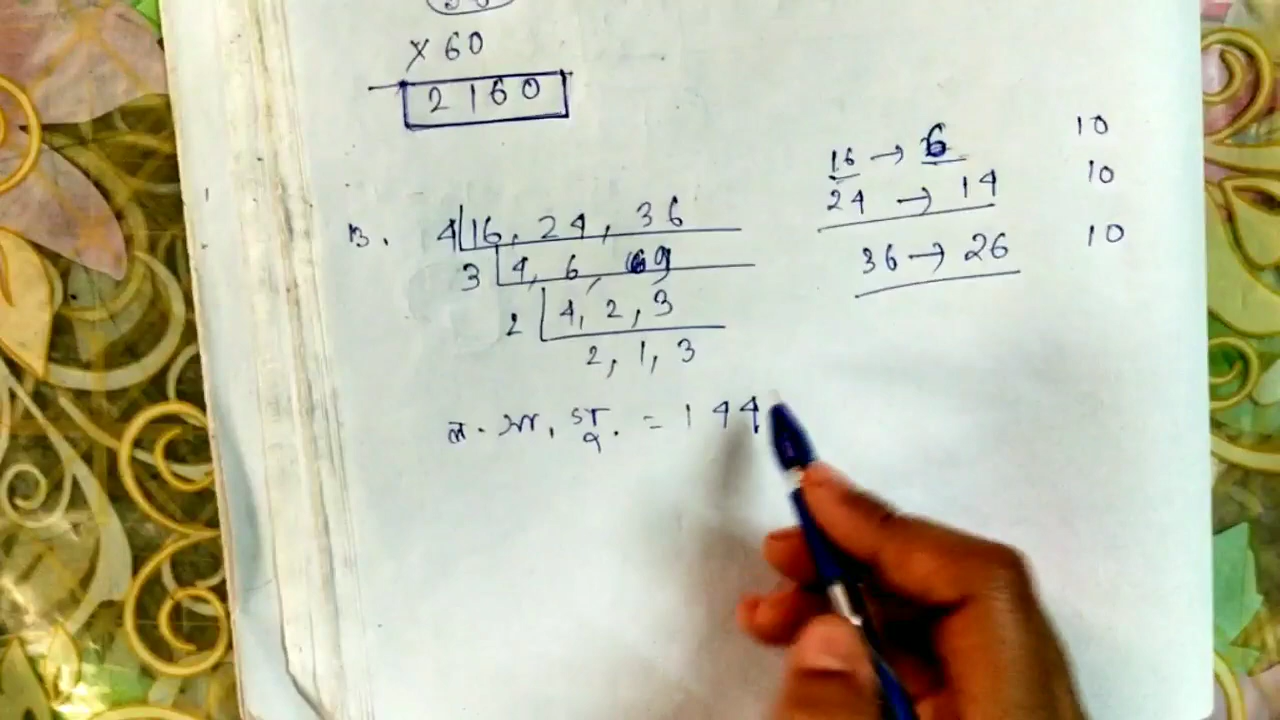 × 60
2160
16 → 6 10
24 → 14 10
36 → 26 10
13. 4|16, 24, 36
3|4, 6, 9
2|4, 2, 3
2, 1, 3
ল. সা. গু. = 144